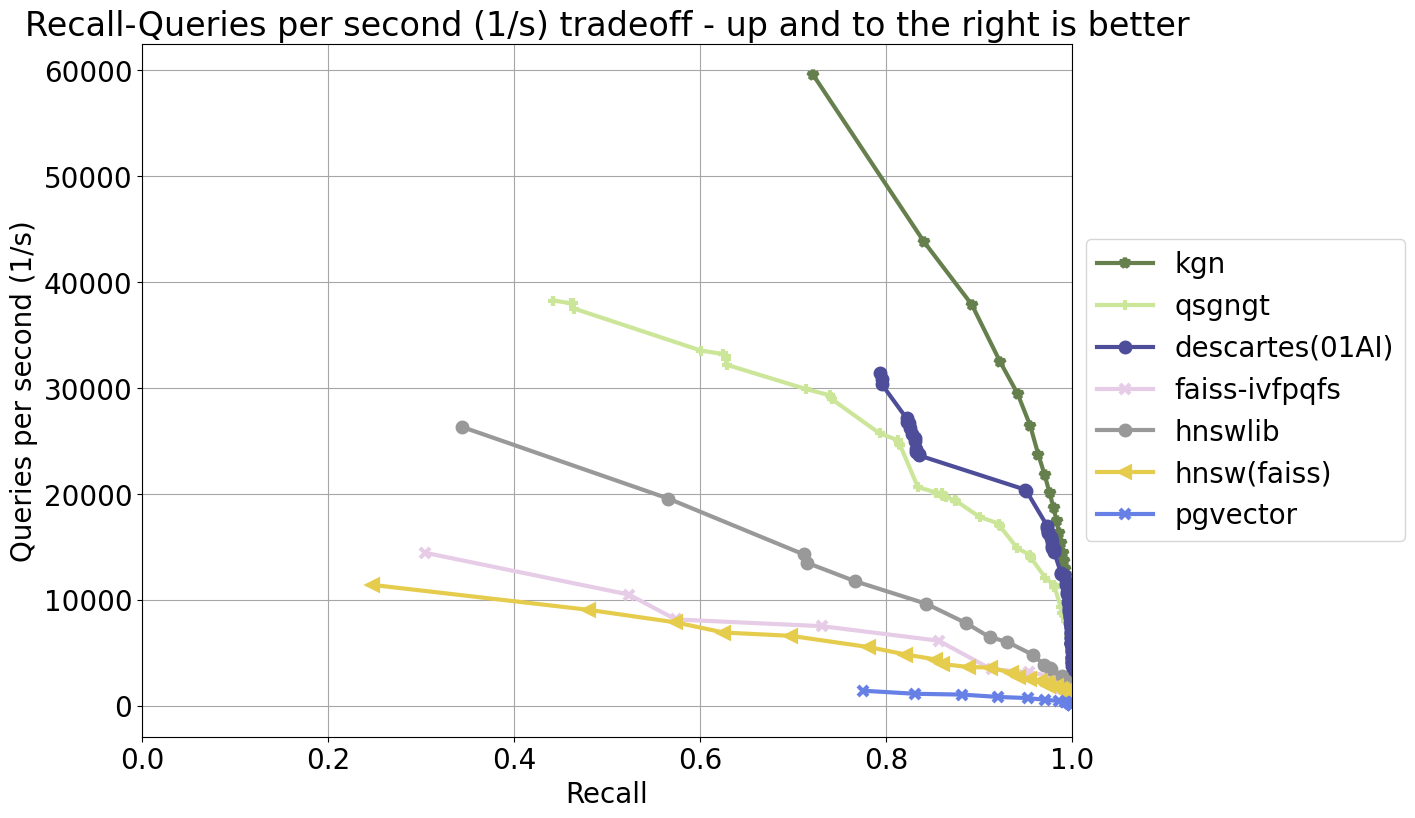 Recall-Queries per second (1/s) tradeoff - up and to the right is better
60000
50000
40000
30000
20000
10000
0
Queries per second (1/s)
0.0
0.2
0.4
0.6
0.8
1.0
Recall
kgn
qsgngt
descartes(01AI)
faiss-ivfpqfs
hnswlib
hnsw(faiss)
pgvector